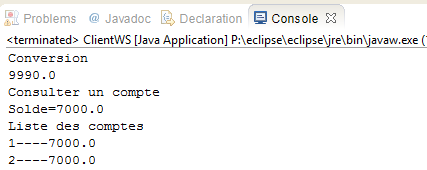 Problems @ Javadoc Declaration Console
<terminated> ClientWS [Java Application] P:\eclipse\eclipse\jre\bin\javaw.exe (
Conversion
9990.0
Consulter un compte
Solde=7000.0
Liste des comptes
1----7000.0
2----7000.0